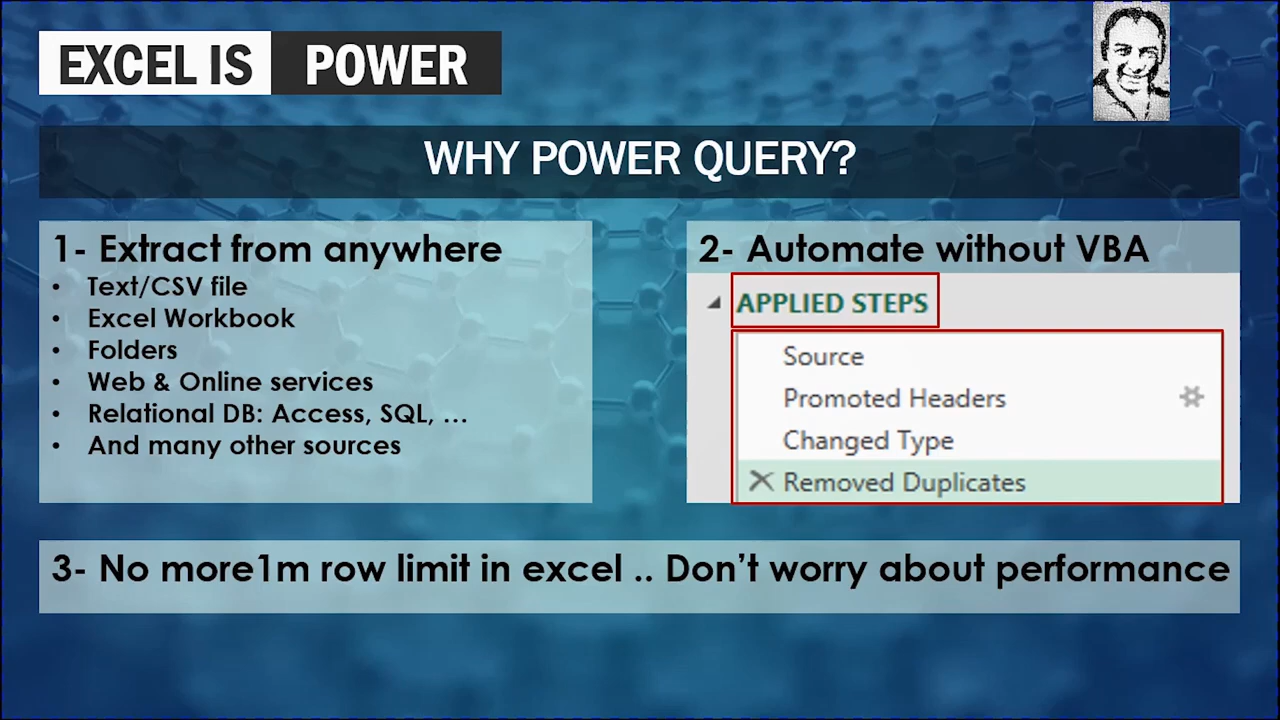 EXCEL IS POWER
WHY POWER QUERY?
1- Extract from anywhere
• Text/CSV file
• Excel Workbook
• Folders
• Web & Online services
• Relational DB: Access, SQL, …
• And many other sources
2- Automate without VBA
APPLIED STEPS
Source
Promoted Headers
Changed Type
Removed Duplicates
3- No more1m row limit in excel .. Don’t worry about performance